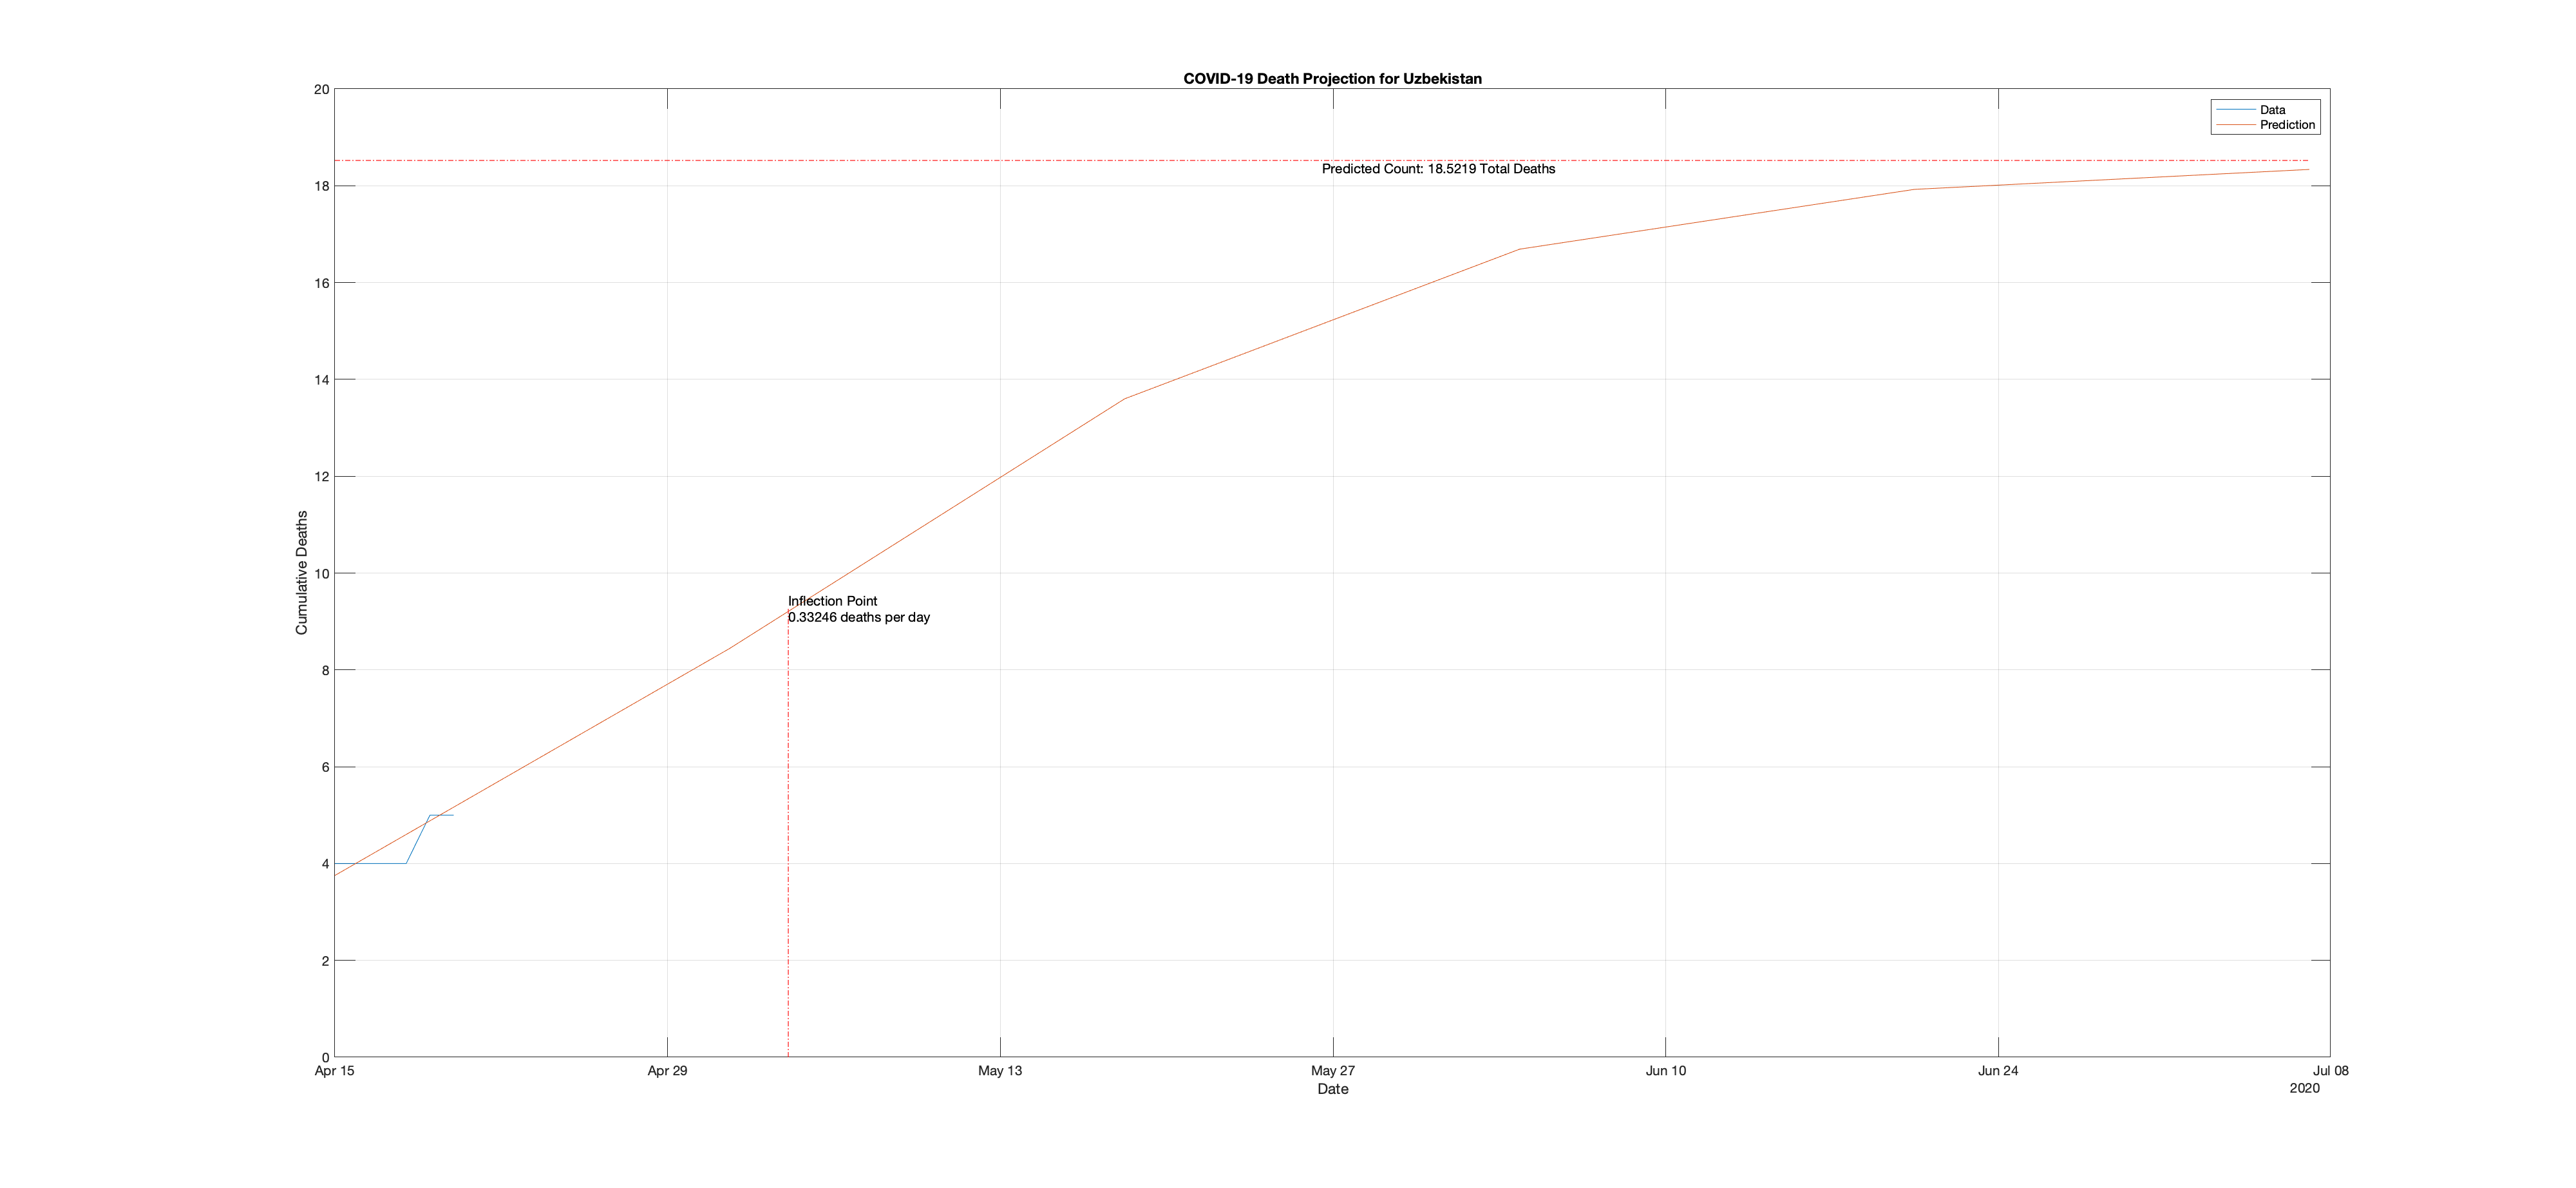 COVID-19 Death Projection for Uzbekistan
20
18
16
14
12
10
8
6
4
2
0
Cumulative Deaths
Data
Prediction
Predicted Count: 18.5219 Total Deaths
Inflection Point
0.33246 deaths per day
Apr 15
Apr 29
May 13
May 27
Jun 10
Jun 24
Jul 08
Date
2020